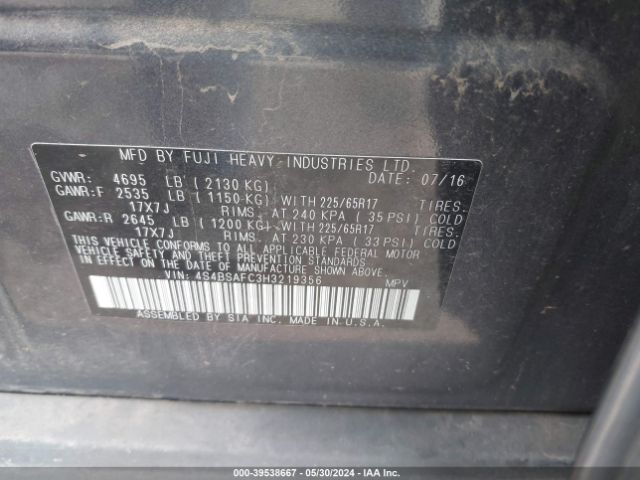 MFD BY FUJI HEAVY INDUSTRIES LTD.
GVWR: 4695 LB ( 2130 KG) DATE: 07/16
GAWR:F 2535 LB ( 1150 KG) WITH 225/65R17 TIRES.
17X7J RIMS. AT 240 KPA ( 35 PSI) COLD
GAWR:R 2645 LB ( 1200 KG) WITH 225/65R17 TIRES.
17X7J RIMS. AT 230 KPA ( 33 PSI) COLD
THIS VEHICLE CONFORMS TO ALL APPLICABLE FEDERAL MOTOR
VEHICLE SAFETY AND THEFT PREVENTION STANDARDS IN EFFECT
ON THE DATE OF MANUFACTURE SHOWN ABOVE.
VIN: 4S4BSAFC3H3219356 MPV
ASSEMBLED BY SIA INC. MADE IN U.S.A.
000-39538667 - 05/30/2024 - IAA Inc.